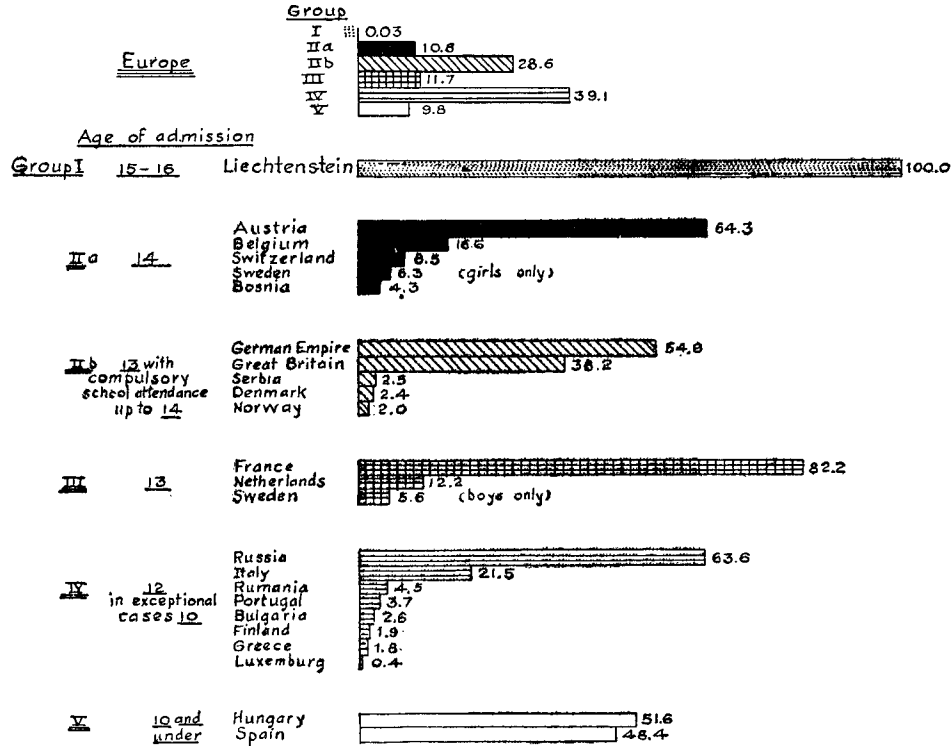 Group
I 0.03
IIa 10.8
Europe IIb 28.6
III 11.7
IV 39.1
V 9.8
Age of admission
Group I 15-16 Liechtenstein 100.0
Austria 64.3
Belgium 16.6
IIa 14 Switzerland 8.5
Sweden 6.3 (girls only)
Bosnia 4.3
German Empire 54.9
IIb 13 with Great Britain 38.2
compulsory Serbia 2.5
school attendance Denmark 2.4
up to 14 Norway 2.0
France 82.2
III 13 Netherlands 12.2
Sweden 5.6 (boys only)
Russia 63.6
Italy 21.5
IV 12 Rumania 4.5
in exceptional Portugal 3.7
cases 10 Bulgaria 2.6
Finland 1.9
Greece 1.8
Luxemburg 0.4
V 10 and Hungary 51.6
under Spain 48.4